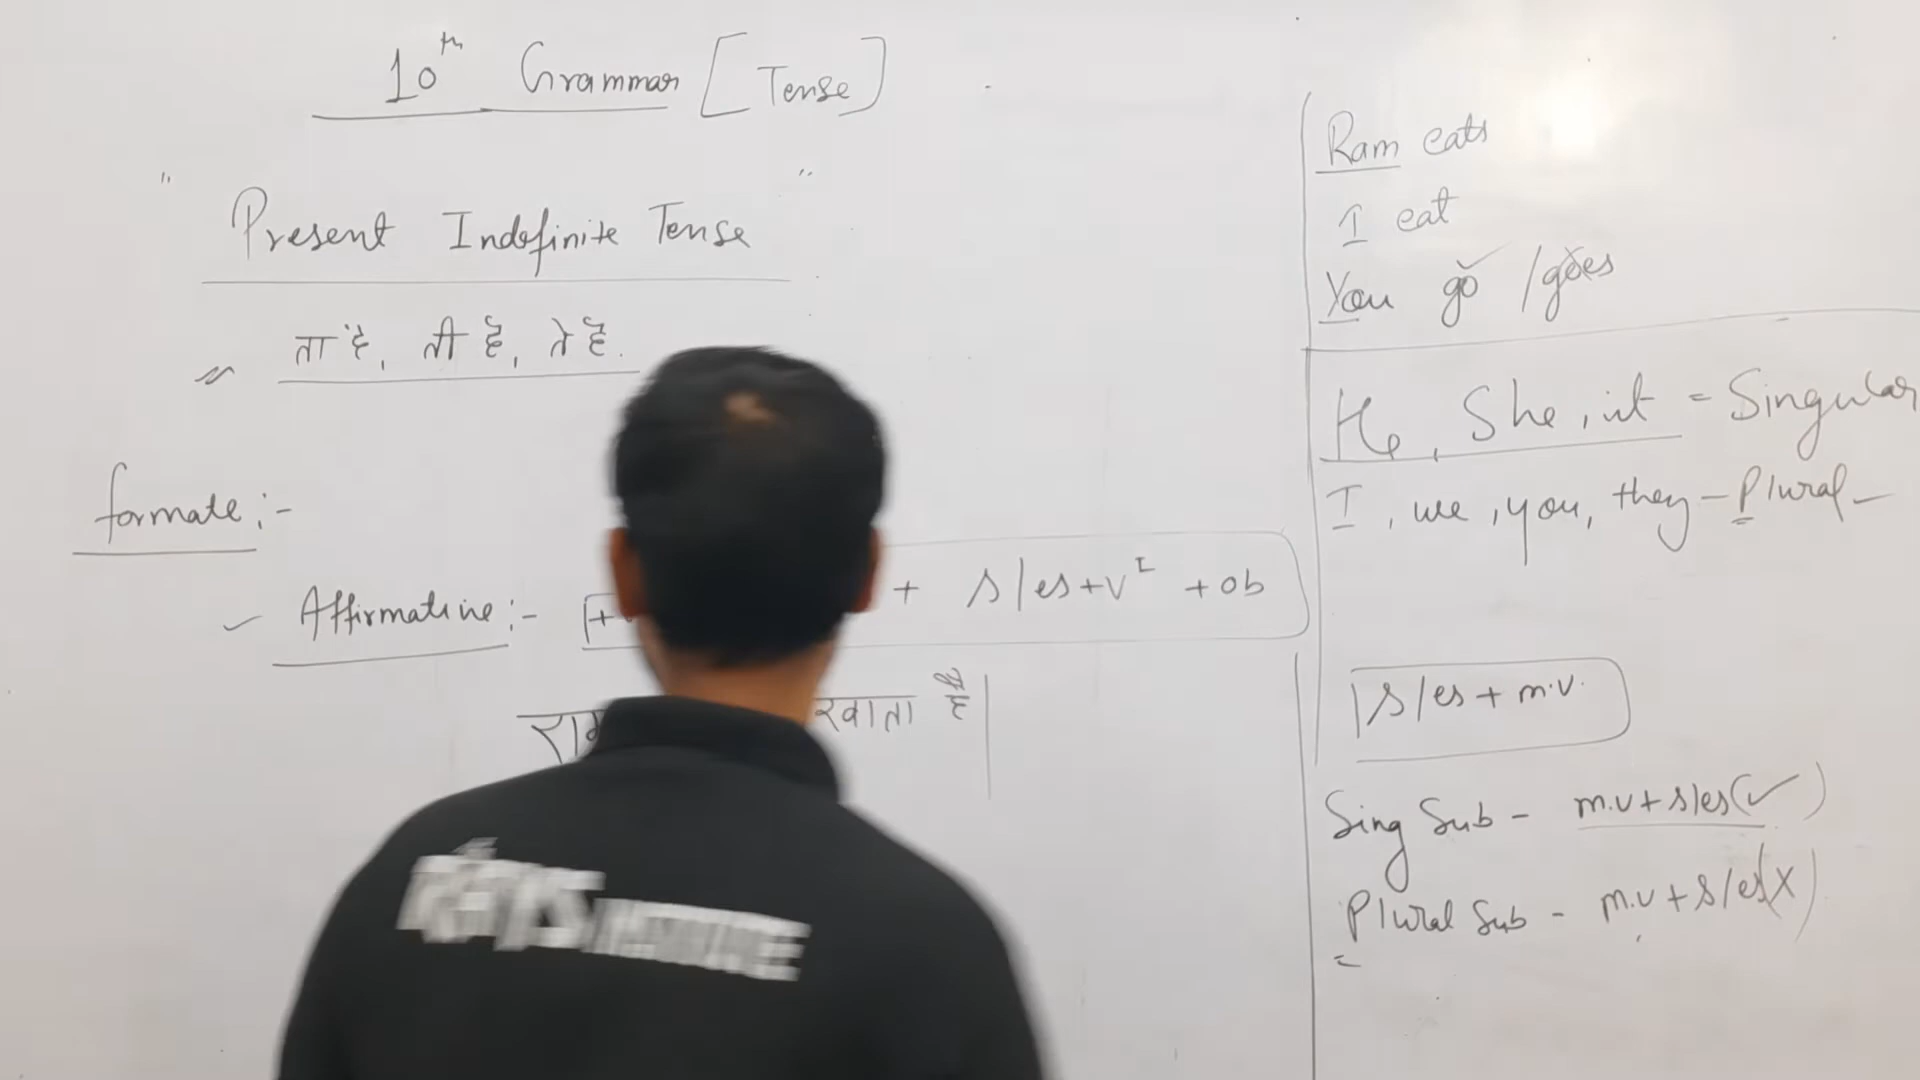 10th Grammar [Tense]
" Present Indefinite Tense "
ता है, ती है, ते हैं.
formate :-
Affirmative :- + s/es+vI +ob
खाता है
Ram eats
I eat
You go /goes
He, She, it = Singular
I, we, you, they - Plural -
s/es + m.v.
Sing Sub - m.v + s/es (✓)
Plural Sub - m.v + s/es (X)